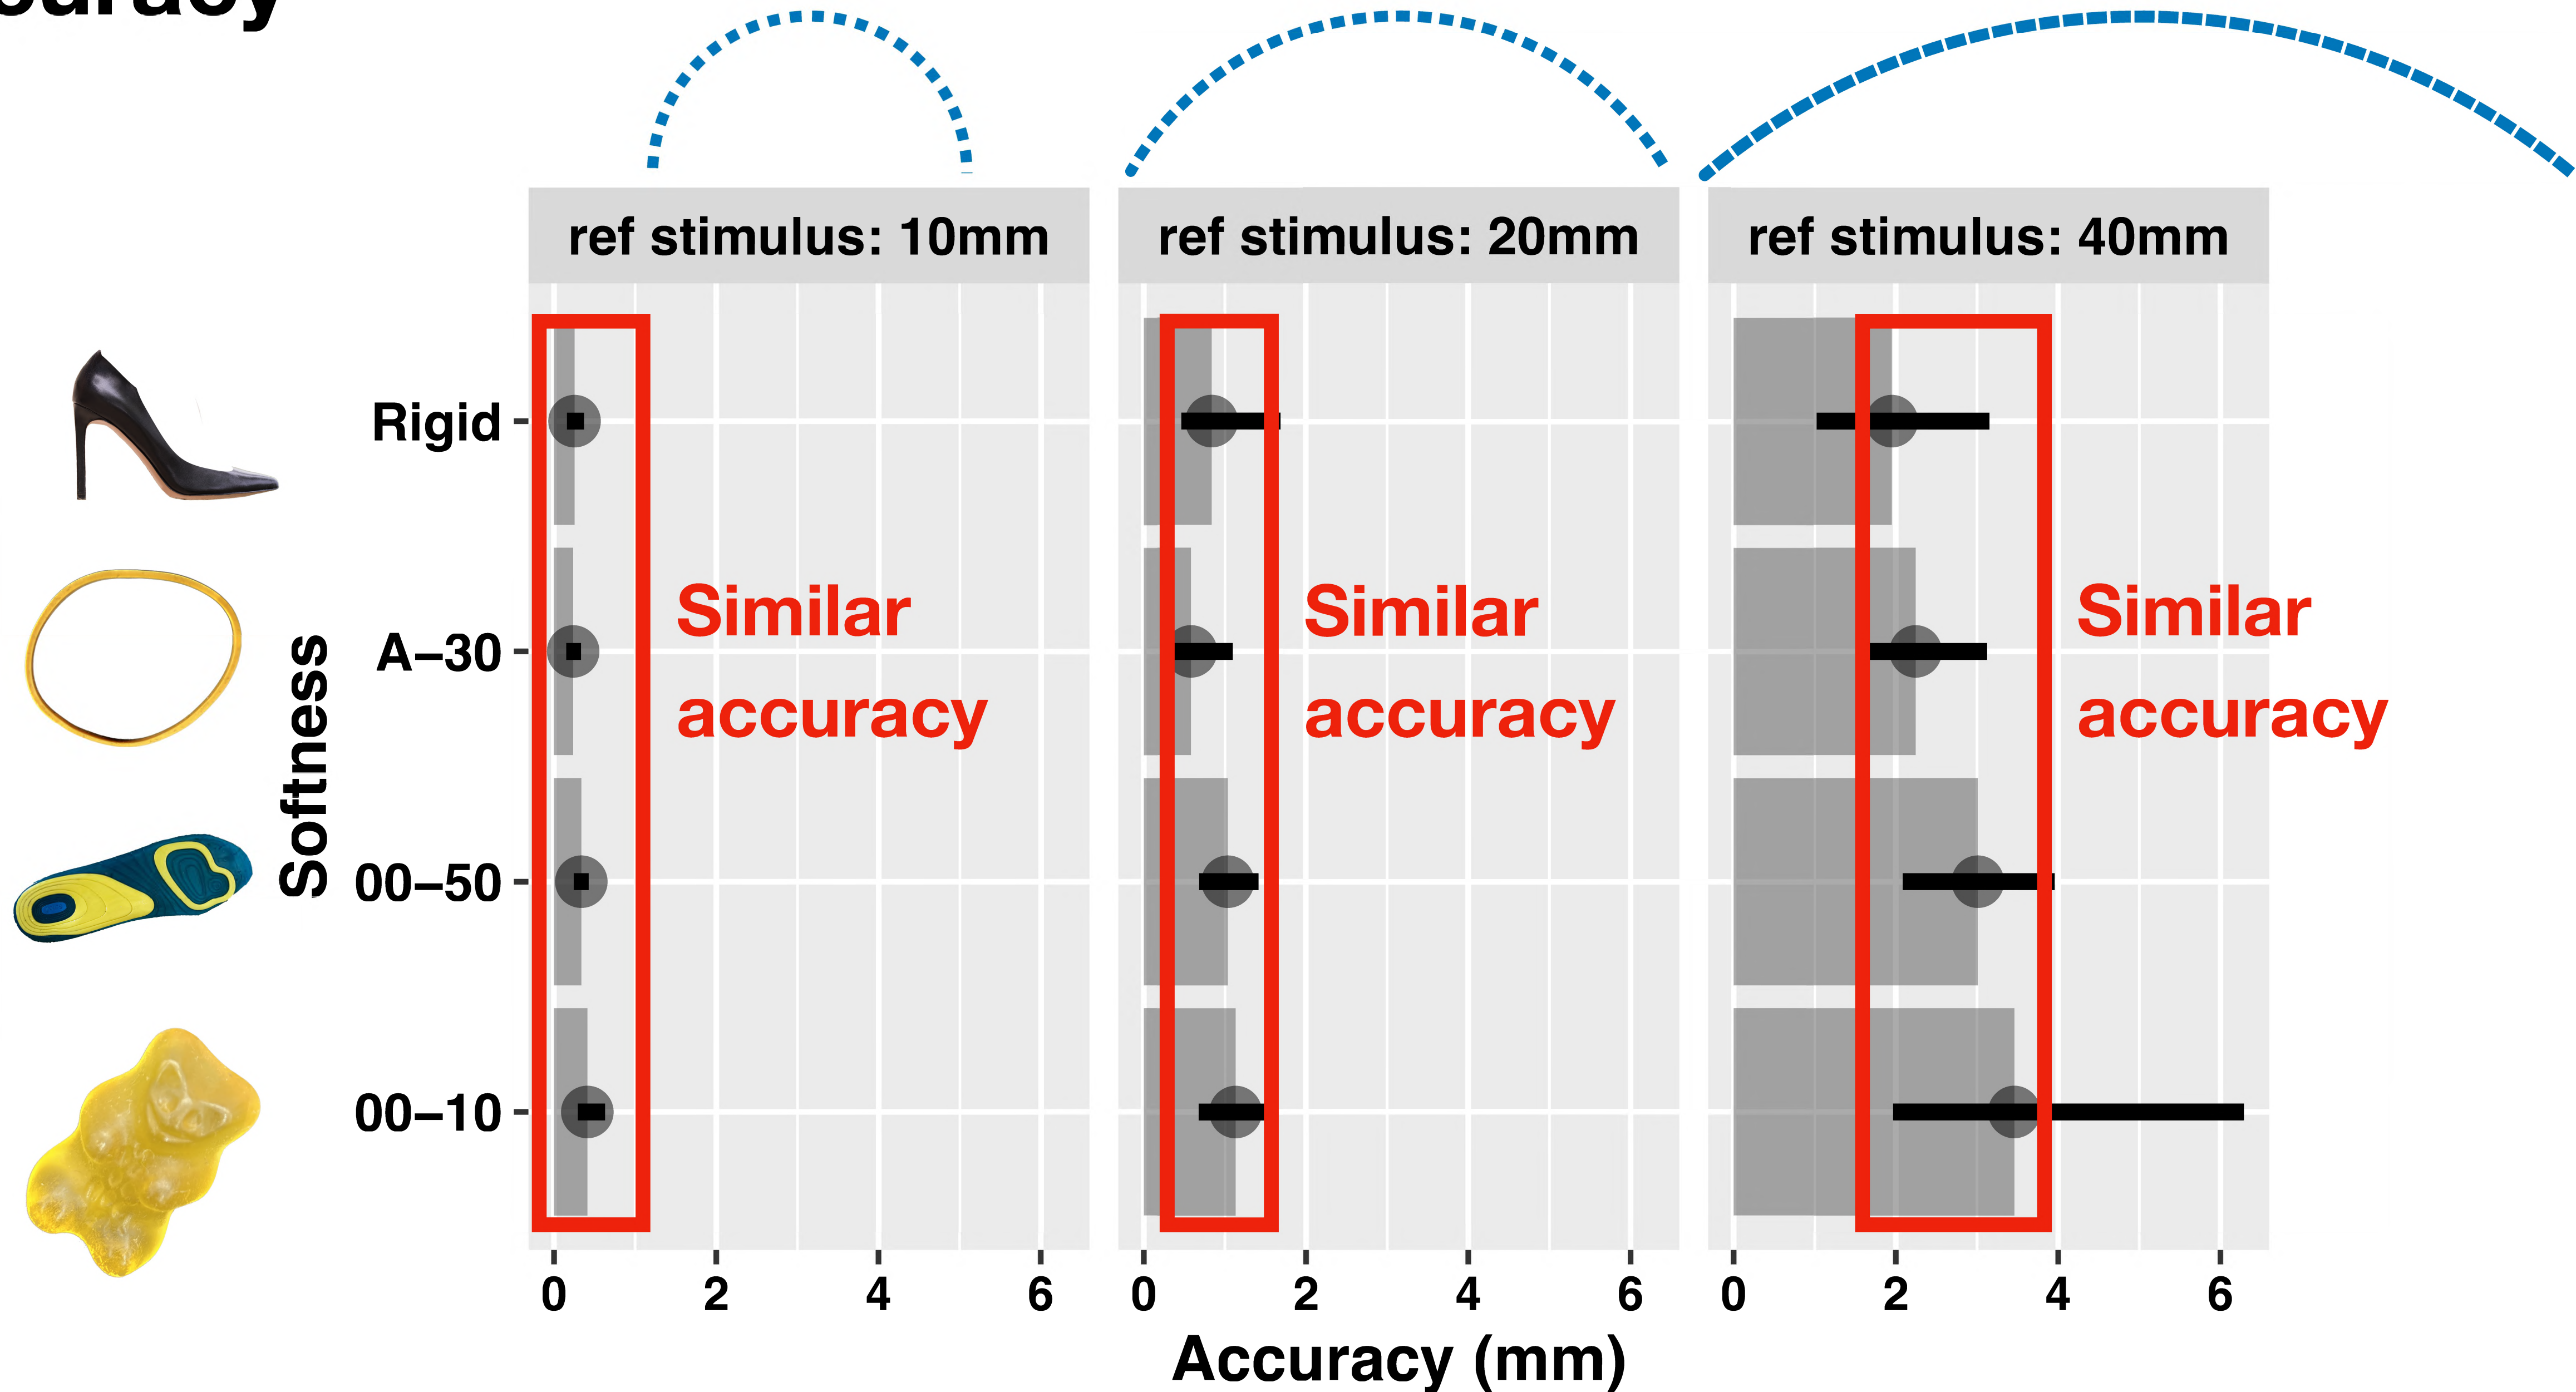 ref stimulus: 10mm
ref stimulus: 20mm
ref stimulus: 40mm
Softness
Rigid
A–30
00–50
00–10
Similar
accuracy
Similar
accuracy
Similar
accuracy
0 2 4 6
0 2 4 6
0 2 4 6
Accuracy (mm)